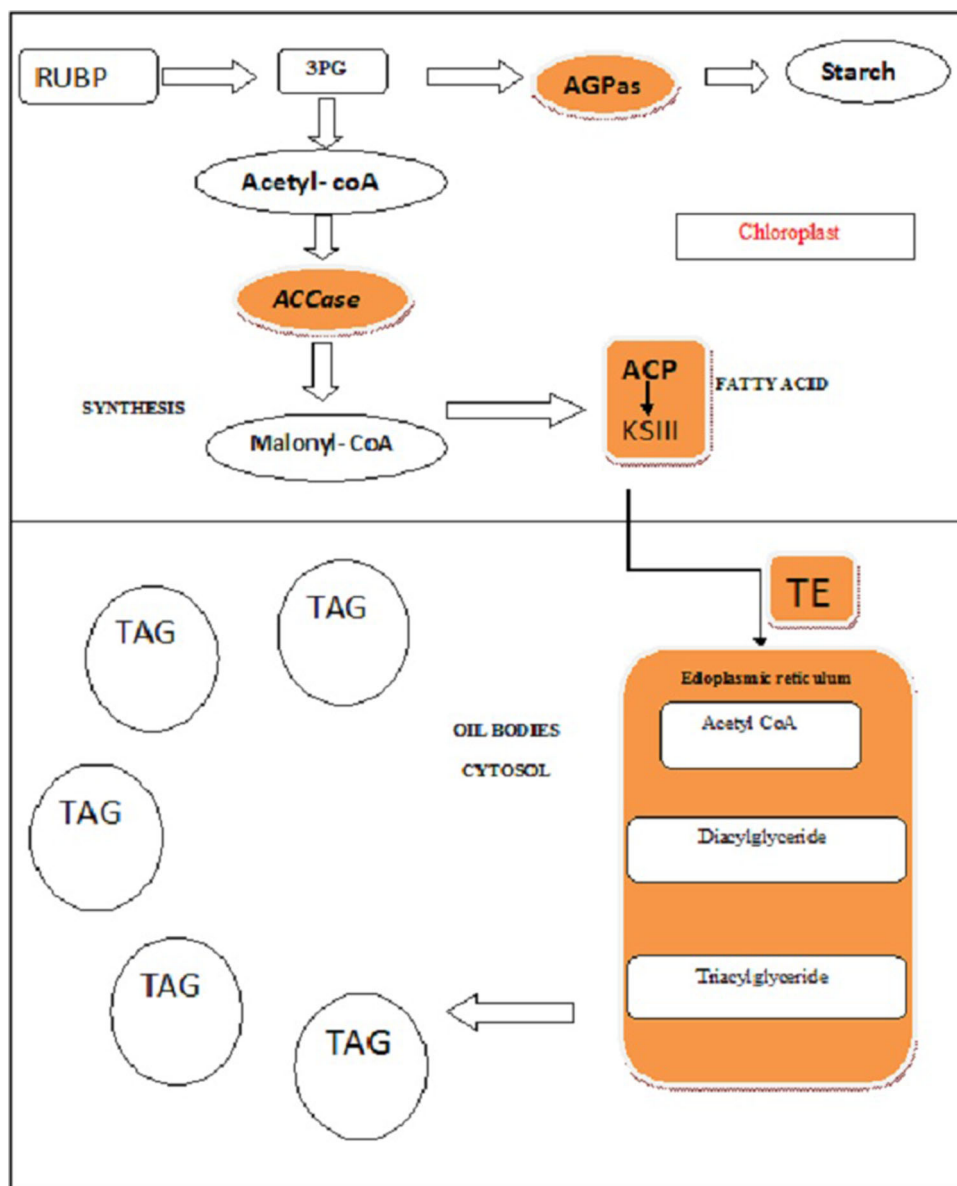 RUBP
3PG
AGPas
Starch
Acetyl-coA
Chloroplast
ACCase
ACP
KSIII
FATTY ACID
SYNTHESIS
Malonyl-CoA
TE
TAG
TAG
Edoplasmic reticulum
Acetyl CoA
OIL BODIES
CYTOSOL
TAG
Diacylglyceride
TAG
Triacylglyceride
TAG